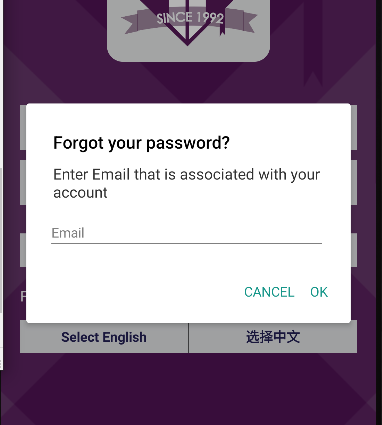 SINCE 1992
Forgot your password?
Enter Email that is associated with your
account
Email
CANCEL OK
Select English 选择中文